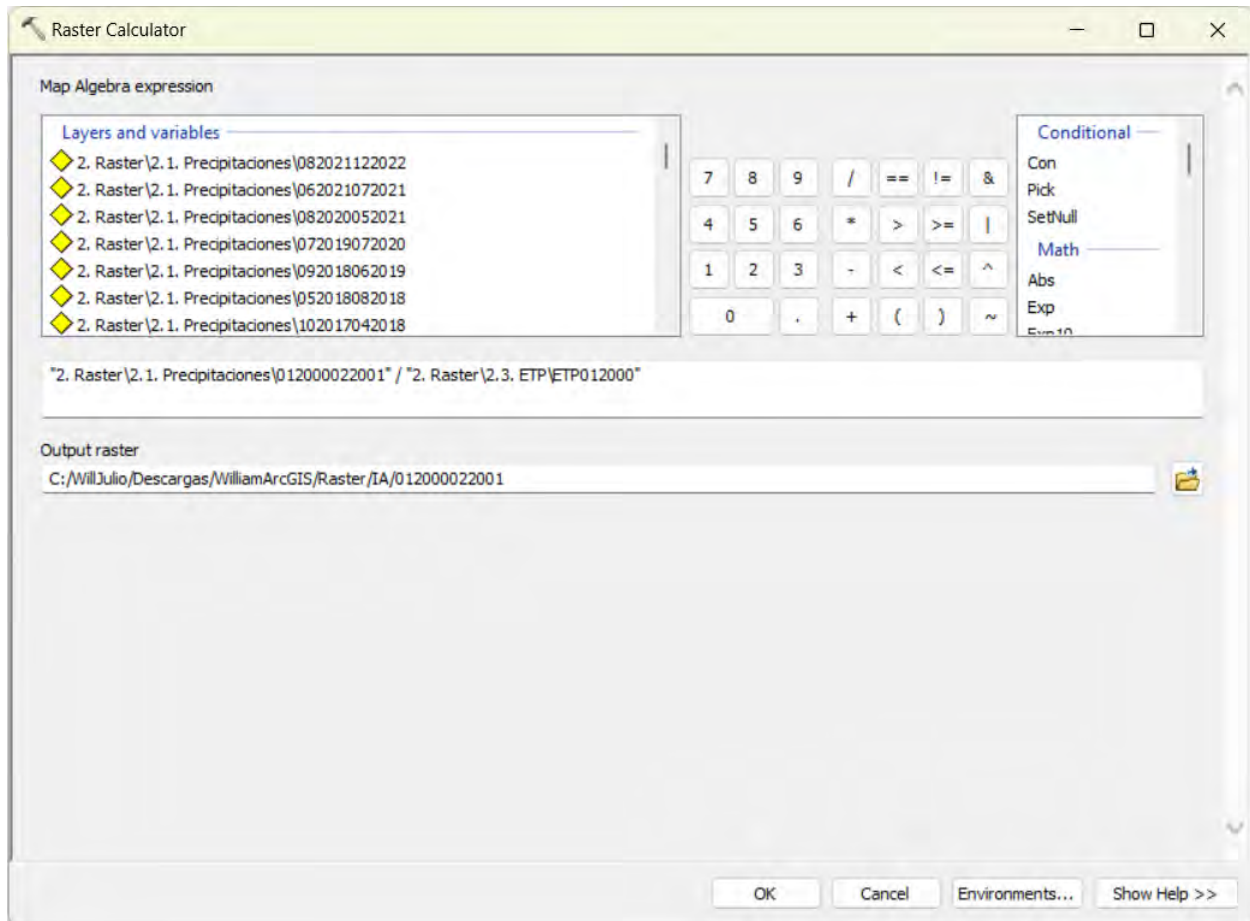 Raster Calculator
Map Algebra expression
Layers and variables
2. Raster\2.1. Precipitaciones\082021122022
2. Raster\2.1. Precipitaciones\062021072021
2. Raster\2.1. Precipitaciones\082020052021
2. Raster\2.1. Precipitaciones\072019072020
2. Raster\2.1. Precipitaciones\092018062019
2. Raster\2.1. Precipitaciones\052018082018
2. Raster\2.1. Precipitaciones\102017042018
7 8 9 / == != &
4 5 6 * > >= |
1 2 3 - < <= ^
0 . + ( ) ~
Conditional
Con
Pick
SetNull
Math
Abs
Exp
Exp10
"2. Raster\2.1. Precipitaciones\012000022001" / "2. Raster\2.3. ETP\ETP012000"
Output raster
C:/WillJulio/Descargas/WilliamArcGIS/Raster/IA/012000022001
OK Cancel Environments... Show Help >>